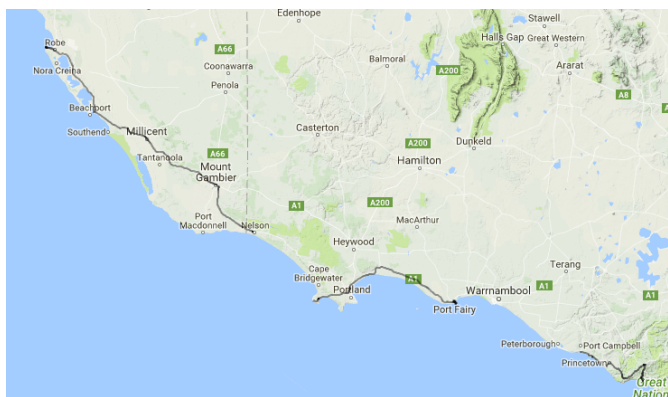 Edenhope
Stawell
Robe
A66
Halls Gap
Great Western
Nora Creina
Coonawarra
Balmoral
A200
Ararat
Penola
A8
Beachport
Southend
Millicent
Casterton
A200
Dunkeld
Tantanoola
A66
Mount
Gambier
Hamilton
A1
A200
Port
Macdonnell
Nelson
MacArthur
Heywood
Cape
Bridgewater
A1
Terang
Portland
Warrnambool
A1
A1
Port Fairy
Peterborough
Port Campbell
Princetown
Great
Nation